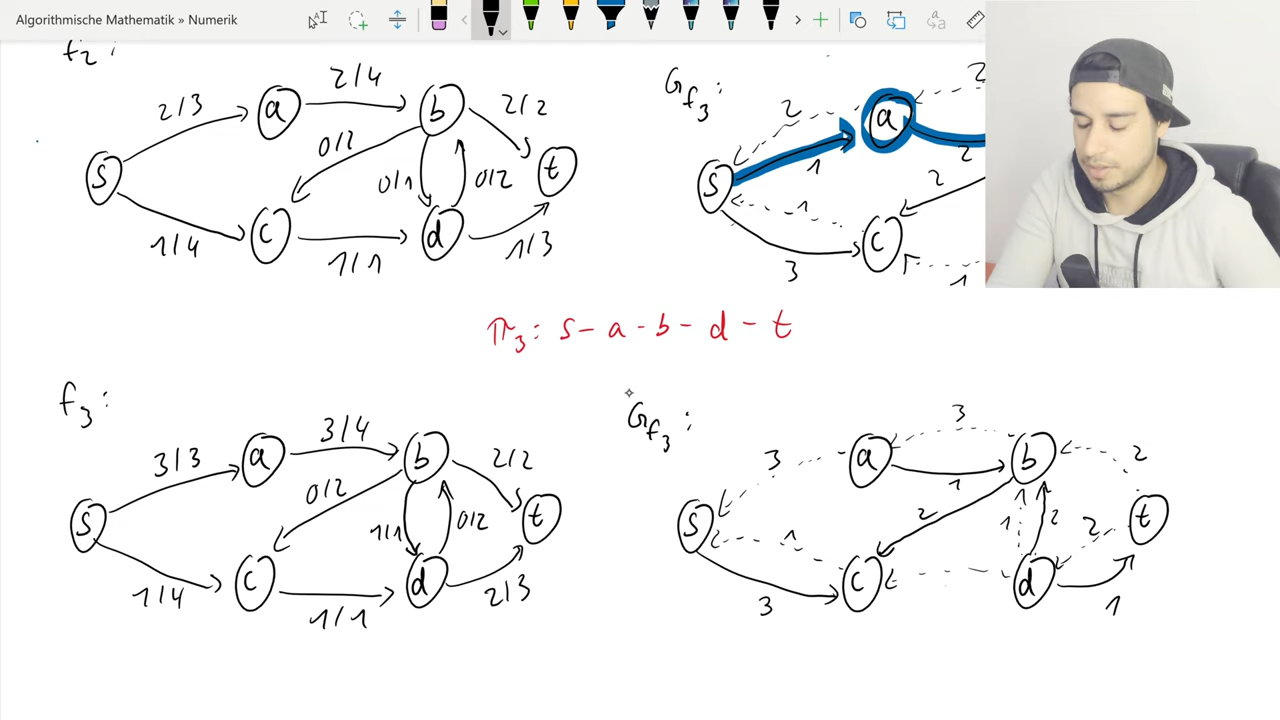 Algorithmische Mathematik » Numerik
f2:
2/3
a
2/4
b
2/2
0/2
0/1
0/2
s
t
1/4
c
1/1
d
1/3
Gf3:
2
2
a
1
2
s
1
2
c
3
1
π3: s - a - b - d - t
f3:
3/3
a
3/4
b
2/2
0/2
1/1
0/2
s
t
1/4
c
1/1
d
2/3
Gf3:
3
3
a
1
b
2
2
1
2
2
s
1
t
3
c
d
1